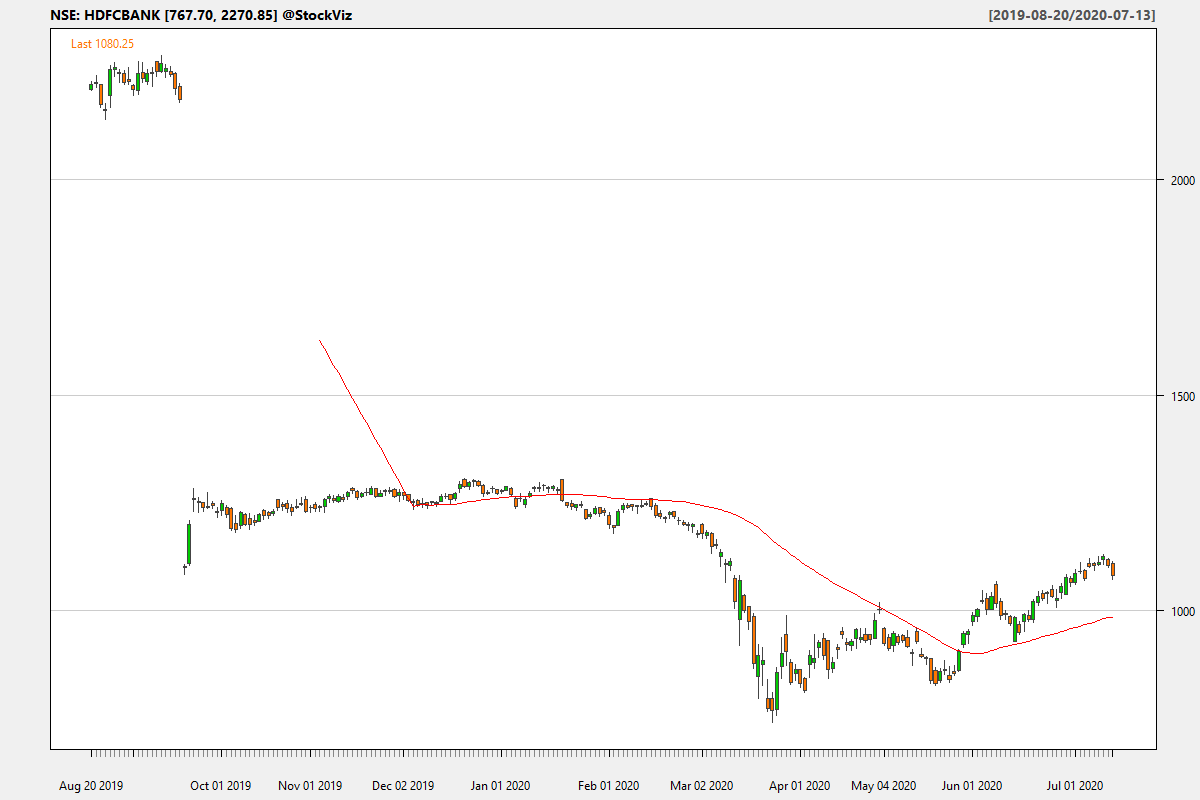 NSE: HDFCBANK [767.70, 2270.85] @StockViz
[2019-08-20/2020-07-13]
Last 1080.25
2000
1500
1000
Aug 20 2019
Oct 01 2019
Nov 01 2019
Dec 02 2019
Jan 01 2020
Feb 01 2020
Mar 02 2020
Apr 01 2020
May 04 2020
Jun 01 2020
Jul 01 2020